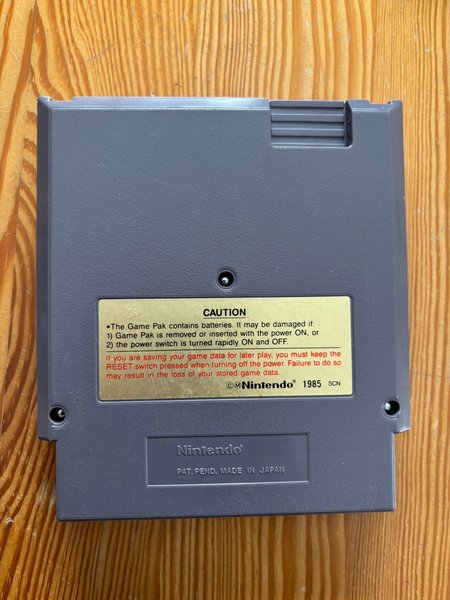 CAUTION
•The Game Pak contains batteries. It may be damaged if:
1) Game Pak is removed or inserted with the power ON, or
2) the power switch is turned rapidly ON and OFF.
If you are saving your game data for later play, you must keep the
RESET switch pressed when turning off the power. Failure to do so
may result in the loss of your stored game data.
©ⓂNintendo® 1985 SCN
Nintendo®
PAT. PEND. MADE IN JAPAN